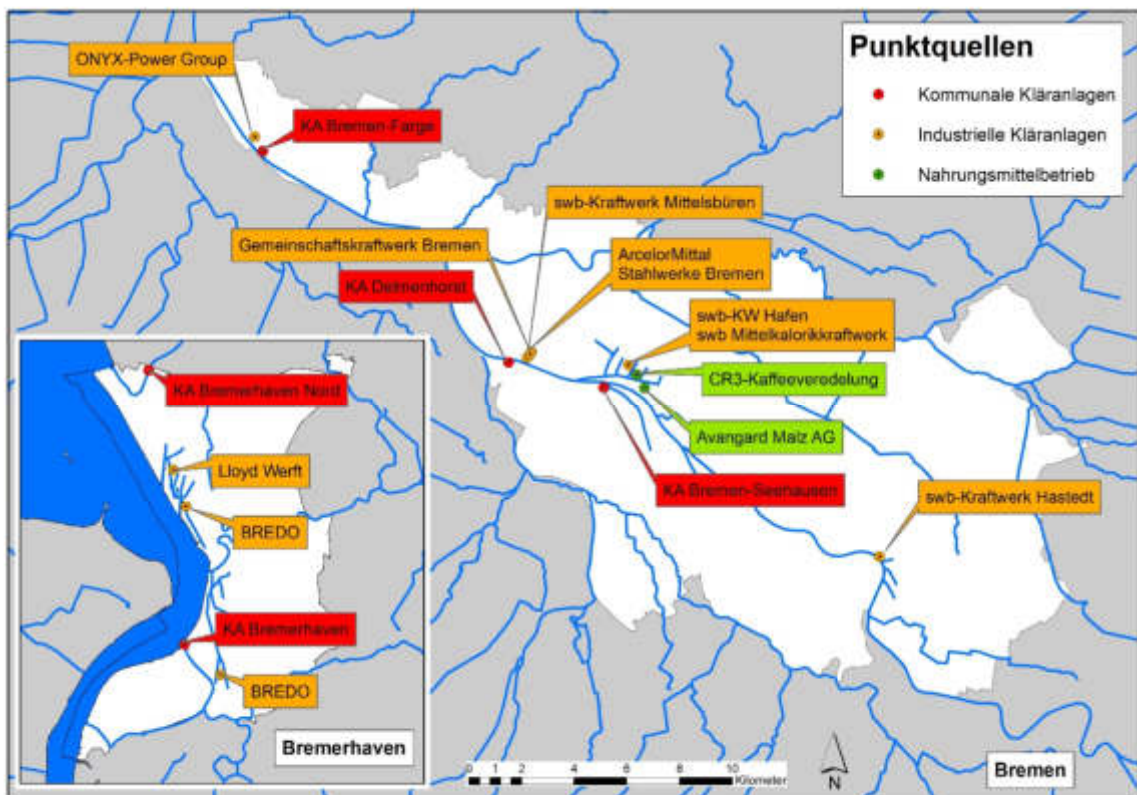 Punktquellen
Kommunale Kläranlagen
Industrielle Kläranlagen
Nahrungsmittelbetrieb
ONYX-Power Group
KA Bremen-Farge
swb-Kraftwerk Mittelsbüren
Gemeinschaftskraftwerk Bremen
ArcelorMittal
Stahlwerke Bremen
KA Delmenhorst
swb-KW Hafen
swb Mittelkalorikkraftwerk
CR3-Kaffeeveredelung
Avangard Malz AG
KA Bremen-Seehausen
swb-Kraftwerk Hastedt
KA Bremerhaven Nord
Lloyd Werft
BREDO
KA Bremerhaven
BREDO
Bremerhaven
0 1 2 4 6 8 10
Kilometer
N
Bremen